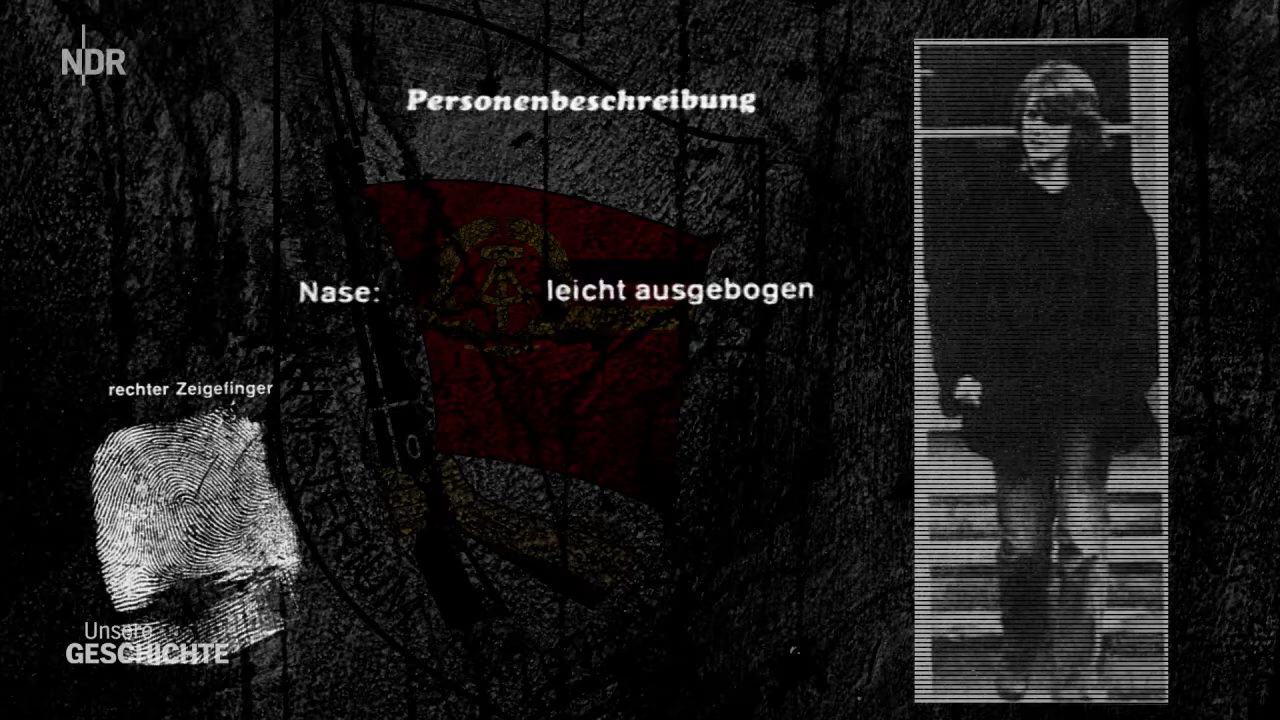 NDR
Personenbeschreibung
Nase: leicht ausgebogen
rechter Zeigefinger
Unsere
GESCHICHTE